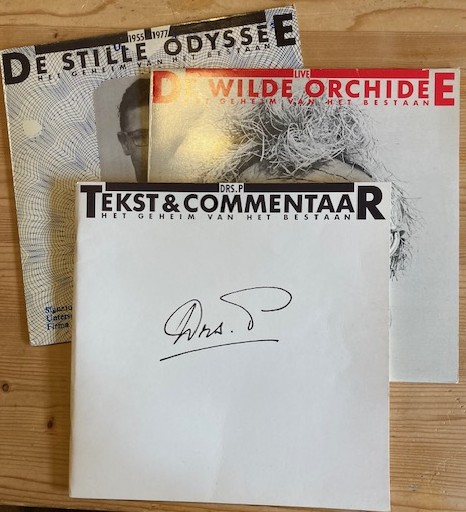 1955 1977
DE STILLE ODYSSEE
HET GEHEIM VAN HET BESTAAN
LIVE
DE WILDE ORCHIDEE
HET GEHEIM VAN HET BESTAAN
DRS.P
TEKST & COMMENTAAR
HET GEHEIM VAN HET BESTAAN
Drs. P
Firma